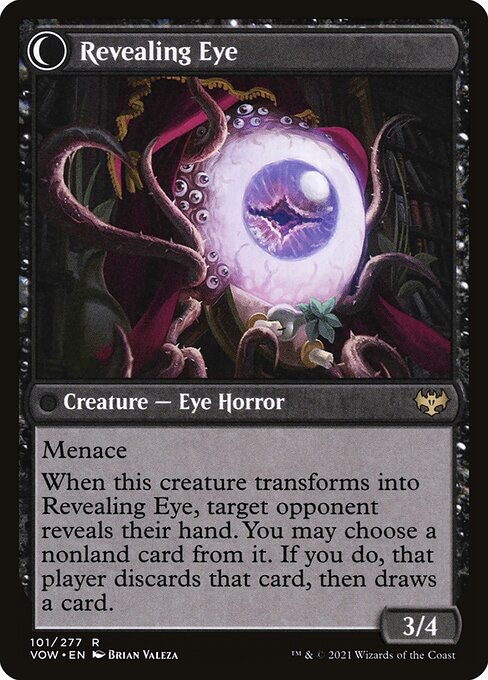 Revealing Eye
Creature — Eye Horror
Menace
When this creature transforms into
Revealing Eye, target opponent
reveals their hand. You may choose a
nonland card from it. If you do, that
player discards that card, then draws
a card.
3/4
101/277 R
VOW • EN Brian Valeza
™ & © 2021 Wizards of the Coast